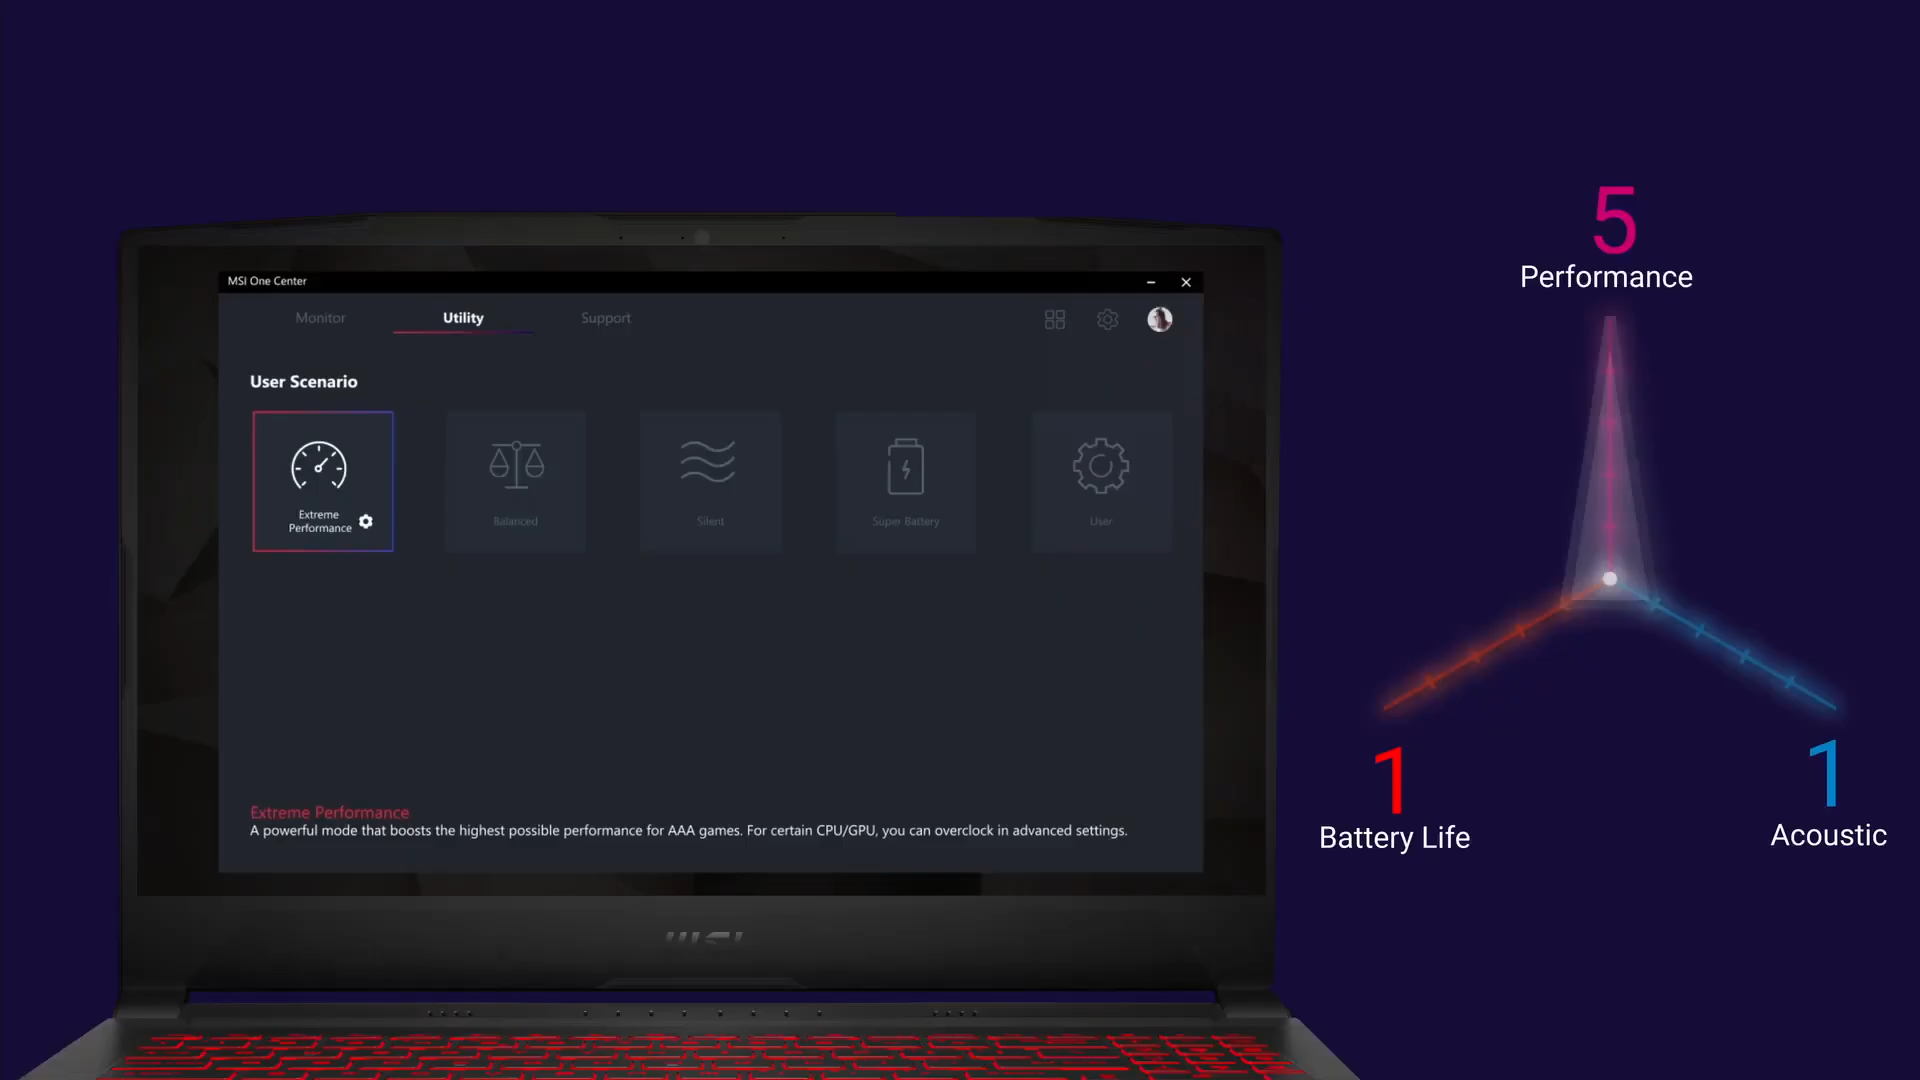 MSI One Center
Monitor
Utility
Support
User Scenario
Extreme
Performance
Balanced
Silent
Super Battery
User
Extreme Performance
A powerful mode that boosts the highest possible performance for AAA games. For certain CPU/GPU, you can overclock in advanced settings.
msi
5
Performance
1
Battery Life
1
Acoustic